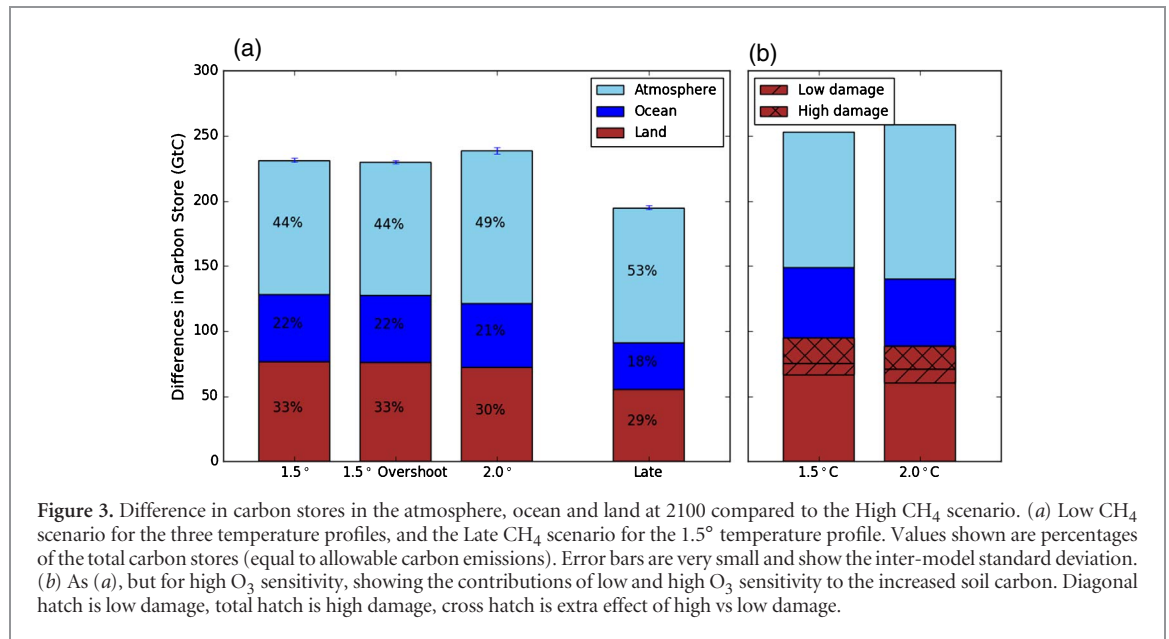 (a)
(b)
300
250
200
150
100
50
0
Differences in Carbon Store (GtC)
Atmosphere
Ocean
Land
Low damage
High damage
44%
44%
49%
53%
22%
22%
21%
18%
33%
33%
30%
29%
1.5°
1.5° Overshoot
2.0°
Late
1.5°C
2.0°C
Figure 3. Difference in carbon stores in the atmosphere, ocean and land at 2100 compared to the High CH₄ scenario. (a) Low CH₄
scenario for the three temperature profiles, and the Late CH₄ scenario for the 1.5° temperature profile. Values shown are percentages
of the total carbon stores (equal to allowable carbon emissions). Error bars are very small and show the inter-model standard deviation.
(b) As (a), but for high O₃ sensitivity, showing the contributions of low and high O₃ sensitivity to the increased soil carbon. Diagonal
hatch is low damage, total hatch is high damage, cross hatch is extra effect of high vs low damage.